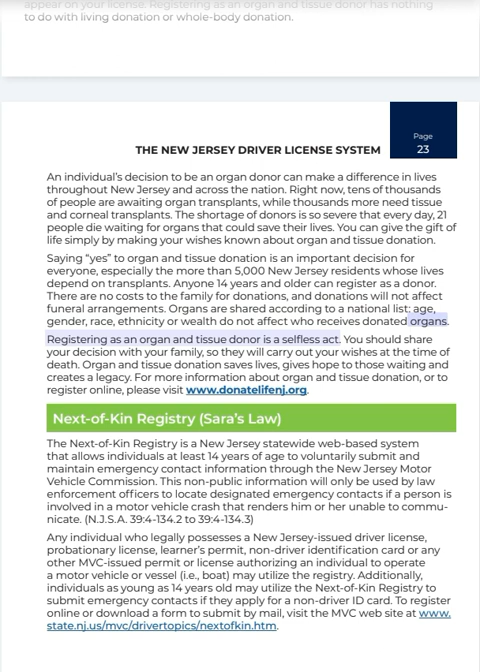 appear on your license. Registering as an organ and tissue donor has nothing
to do with living donation or whole-body donation.
Page
THE NEW JERSEY DRIVER LICENSE SYSTEM 23
An individual’s decision to be an organ donor can make a difference in lives
throughout New Jersey and across the nation. Right now, tens of thousands
of people are awaiting organ transplants, while thousands more need tissue
and corneal transplants. The shortage of donors is so severe that every day, 21
people die waiting for organs that could save their lives. You can give the gift of
life simply by making your wishes known about organ and tissue donation.
Saying “yes” to organ and tissue donation is an important decision for
everyone, especially the more than 5,000 New Jersey residents whose lives
depend on transplants. Anyone 14 years and older can register as a donor.
There are no costs to the family for donations, and donations will not affect
funeral arrangements. Organs are shared according to a national list: age,
gender, race, ethnicity or wealth do not affect who receives donated organs.
Registering as an organ and tissue donor is a selfless act. You should share
your decision with your family, so they will carry out your wishes at the time of
death. Organ and tissue donation saves lives, gives hope to those waiting and
creates a legacy. For more information about organ and tissue donation, or to
register online, please visit www.donatelifenj.org.
Next-of-Kin Registry (Sara’s Law)
The Next-of-Kin Registry is a New Jersey statewide web-based system
that allows individuals at least 14 years of age to voluntarily submit and
maintain emergency contact information through the New Jersey Motor
Vehicle Commission. This non-public information will only be used by law
enforcement officers to locate designated emergency contacts if a person is
involved in a motor vehicle crash that renders him or her unable to commu-
nicate. (N.J.S.A. 39:4-134.2 to 39:4-134.3)
Any individual who legally possesses a New Jersey-issued driver license,
probationary license, learner’s permit, non-driver identification card or any
other MVC-issued permit or license authorizing an individual to operate
a motor vehicle or vessel (i.e., boat) may utilize the registry. Additionally,
individuals as young as 14 years old may utilize the Next-of-Kin Registry to
submit emergency contacts if they apply for a non-driver ID card. To register
online or download a form to submit by mail, visit the MVC web site at www.
state.nj.us/mvc/drivertopics/nextofkin.htm.